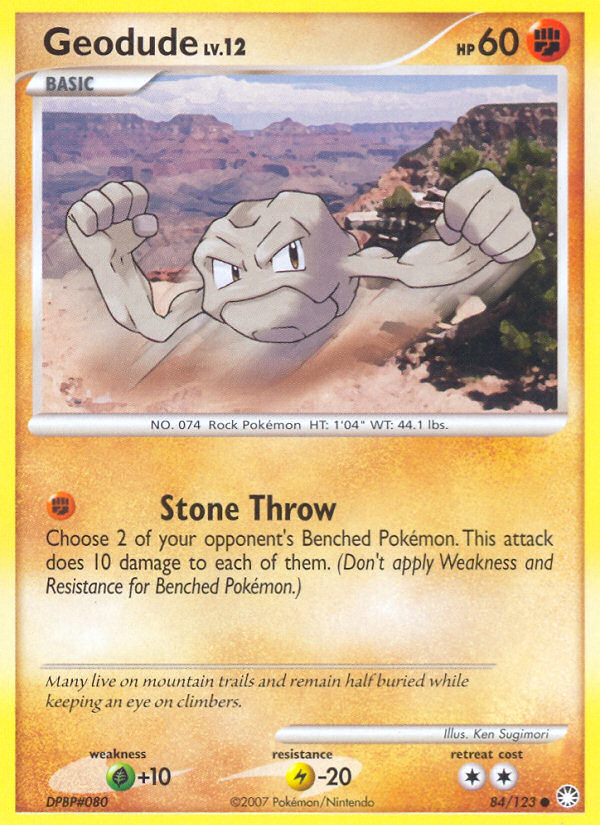 Geodude LV.12
HP 60
BASIC
NO. 074 Rock Pokémon HT: 1'04" WT: 44.1 lbs.
Stone Throw
Choose 2 of your opponent's Benched Pokémon. This attack
does 10 damage to each of them. (Don't apply Weakness and
Resistance for Benched Pokémon.)
Many live on mountain trails and remain half buried while
keeping an eye on climbers.
Illus. Ken Sugimori
weakness resistance retreat cost
+10 -20
DPBP#080 ©2007 Pokémon/Nintendo 84/123